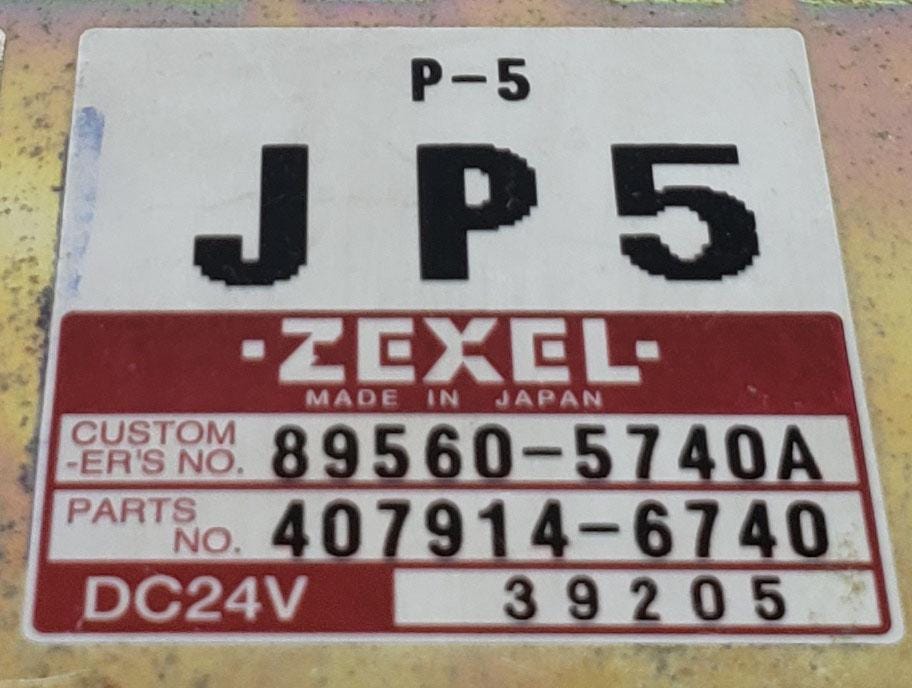 P-5
JP5
·ZEXEL·
MADE IN JAPAN
CUSTOM
-ER'S NO. 89560-5740A
PARTS
NO. 407914-6740
DC24V 39205